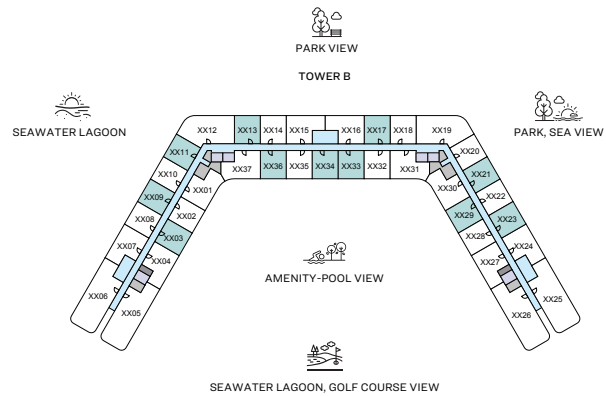 PARK VIEW
TOWER B
SEAWATER LAGOON
PARK, SEA VIEW
XX12 XX13 XX14 XX15 XX16 XX17 XX18 XX19
XX11 XX37 XX36 XX35 XX34 XX33 XX32 XX31 XX20
XX10 XX01 XX30 XX21
XX09 XX02 XX29 XX22
XX08 XX03 XX28 XX23
XX07 XX04 XX27 XX24
XX06 XX05 XX26 XX25
AMENITY-POOL VIEW
SEAWATER LAGOON, GOLF COURSE VIEW